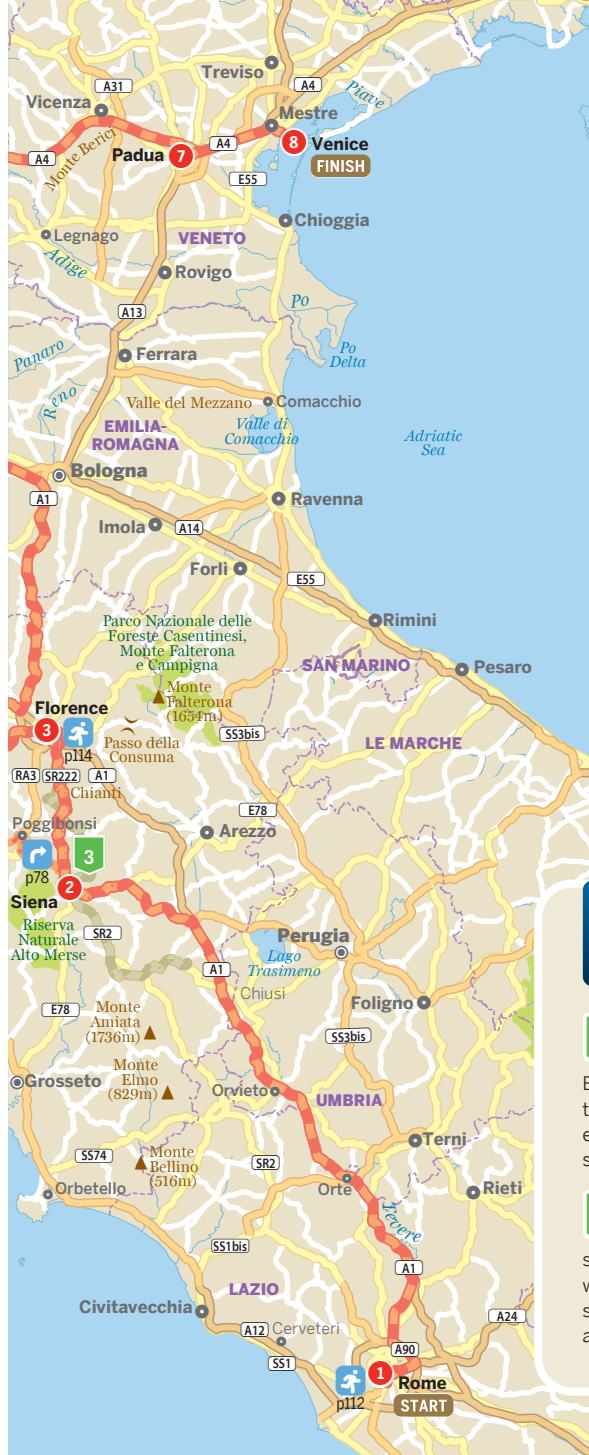 Treviso
A31
A4
Piave
Vicenza
Mestre
Monte Berici
A4
Padua
7
A4
8
Venice
FINISH
E55
Chioggia
Legnago
VENETO
Adige
Rovigo
Po
A13
Panaro
Ferrara
Po
Delta
Reno
Valle del Mezzano
Comacchio
EMILIA-
ROMAGNA
Valle di
Comacchio
Adriatic
Sea
Bologna
A1
Ravenna
Imola
A14
Forlì
E55
Parco Nazionale delle
Foreste Casentinesi,
Monte Falterona
e Campigna
Rimini
SAN MARINO
Pesaro
Monte
Falterona
(1654m)
Florence
3
p114
Passo della
Consuma
SS3bis
LE MARCHE
RA3
SR222
A1
Chianti
E78
Poggibonsi
Arezzo
3
p78
2
Siena
Riserva
Naturale
Alto Merse
SR2
Perugia
Lago
Trasimeno
A1
Chiusi
E78
Monte
Amiata
(1736m)
Foligno
SS3bis
Monte
Elmo
(829m)
Grosseto
Orvieto
UMBRIA
Terni
SS74
Monte
Bellino
(516m)
SR2
Orbetello
Orte
Rieti
Tevere
SS1bis
A1
LAZIO
Civitavecchia
A24
A12
Cerveteri
SS1
A90
1
Rome
p112
START
E
t
e
s
s
w
s
a